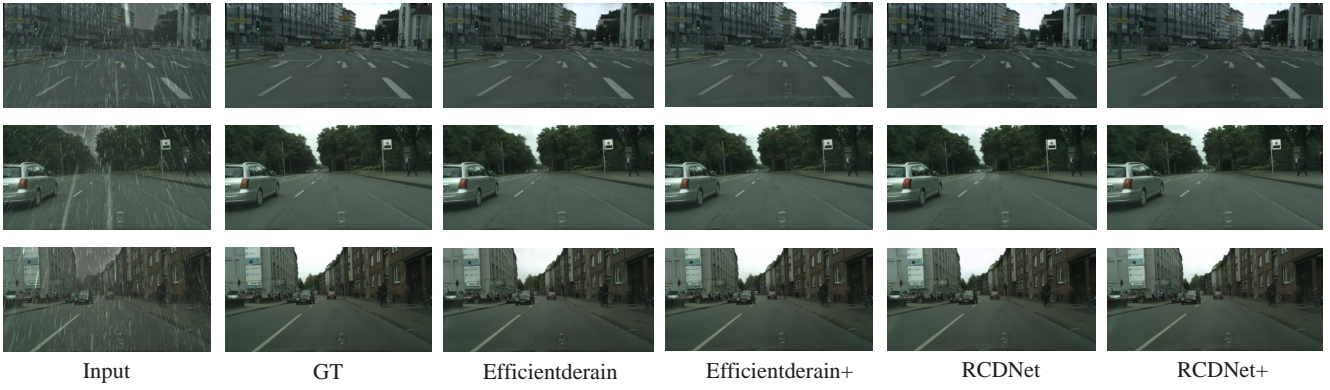 Input
GT
Efficientderain
Efficientderain+
RCDNet
RCDNet+